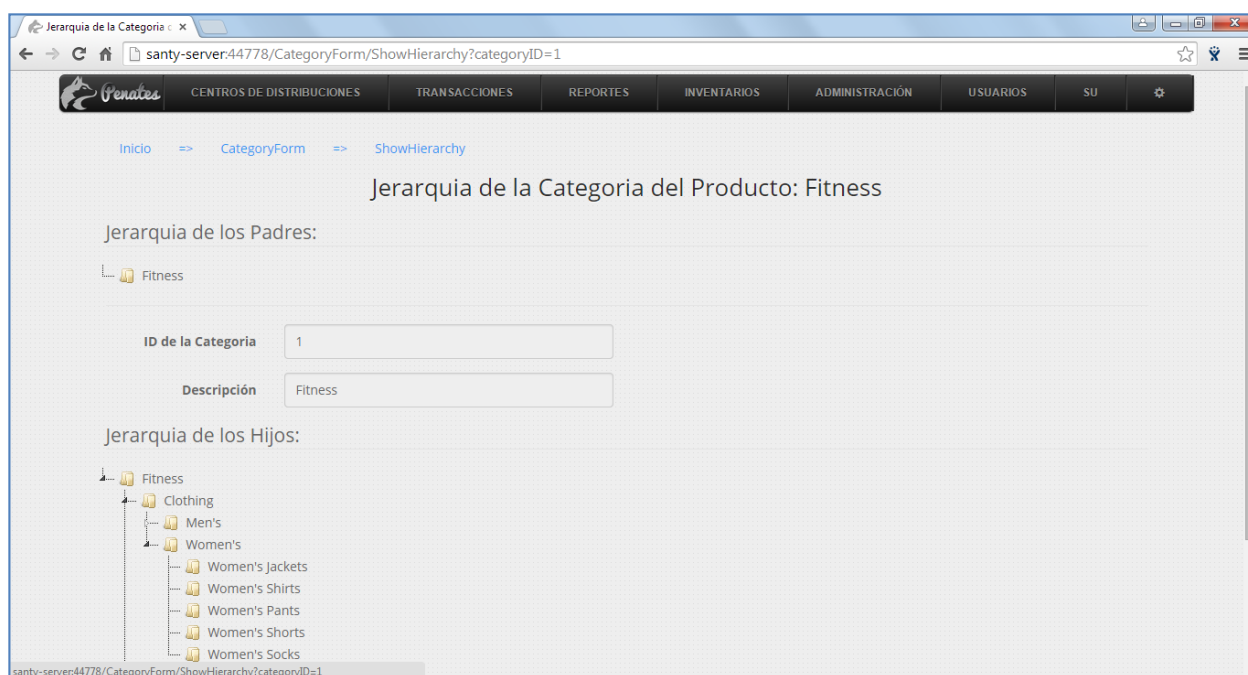 Jerarquia de la Categoria c
santy-server:44778/CategoryForm/ShowHierarchy?categoryID=1
Penates CENTROS DE DISTRIBUCIONES TRANSACCIONES REPORTES INVENTARIOS ADMINISTRACIÓN USUARIOS SU
Inicio => CategoryForm => ShowHierarchy
Jerarquia de la Categoria del Producto: Fitness
Jerarquia de los Padres:
Fitness
ID de la Categoria 1
Descripción Fitness
Jerarquia de los Hijos:
Fitness
Clothing
Men's
Women's
Women's Jackets
Women's Shirts
Women's Pants
Women's Shorts
Women's Socks
santy-server:44778/CategoryForm/ShowHierarchy?categoryID=1